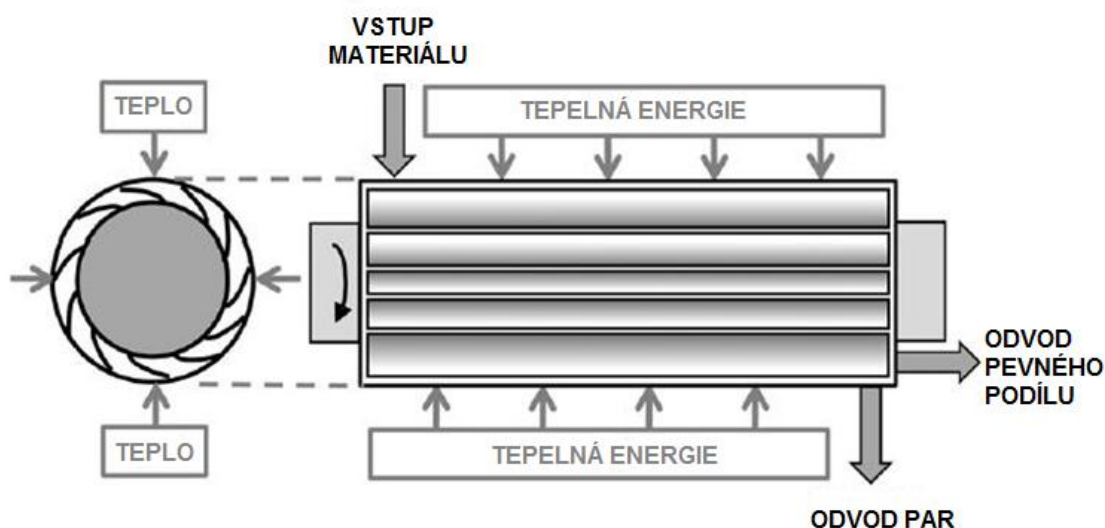 VSTUP
MATERIÁLU
TEPLO
TEPELNÁ ENERGIE
ODVOD
PEVNÉHO
PODÍLU
TEPLO
TEPELNÁ ENERGIE
ODVOD PAR